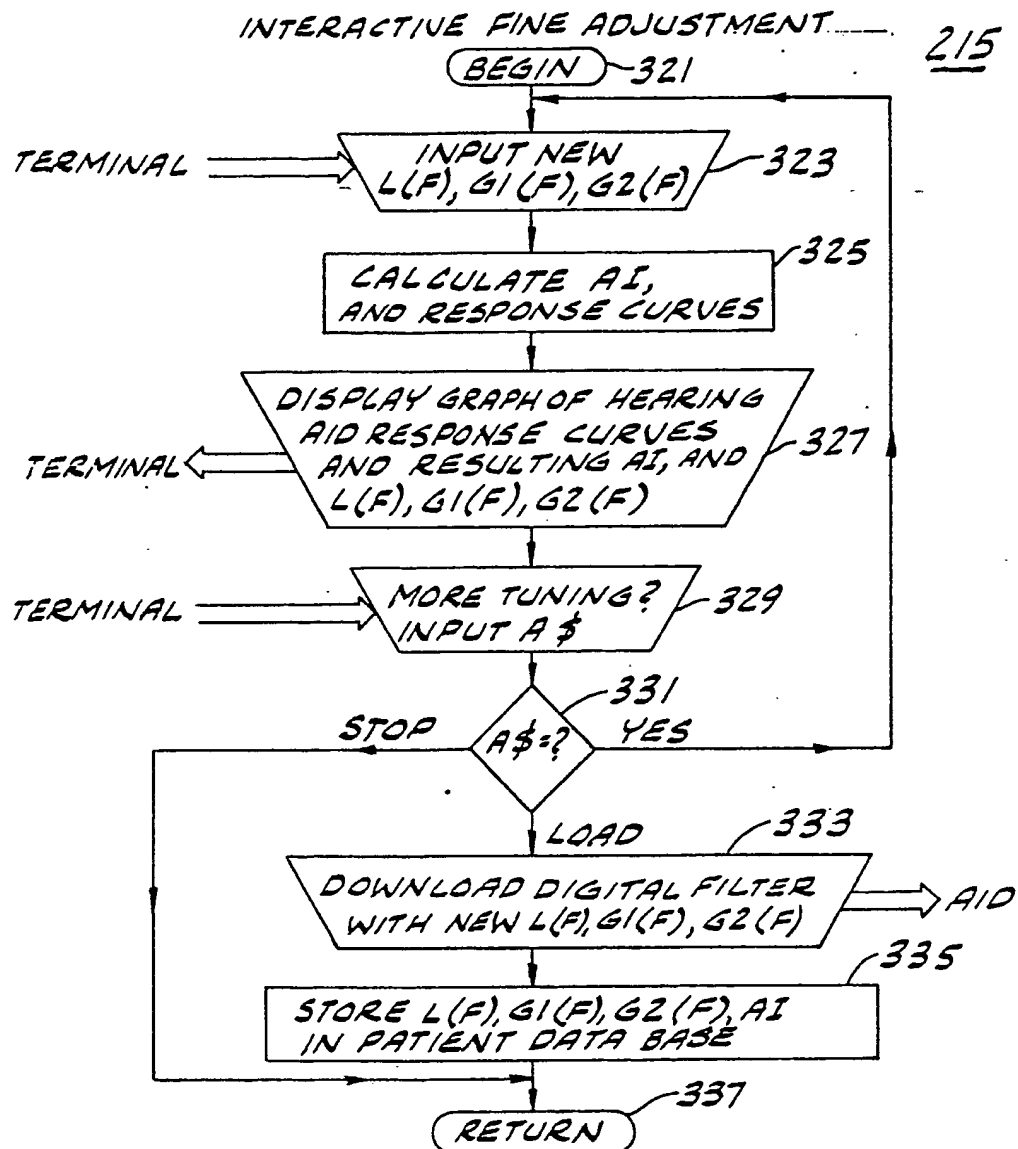 INTERACTIVE FINE ADJUSTMENT
215
BEGIN
321
TERMINAL
INPUT NEW
L(F), G1(F), G2(F)
323
325
CALCULATE AI,
AND RESPONSE CURVES
DISPLAY GRAPH OF HEARING
AID RESPONSE CURVES
AND RESULTING AI, AND
L(F), G1(F), G2(F)
327
TERMINAL
TERMINAL
MORE TUNING?
INPUT A$
329
331
STOP
A$=?
YES
LOAD
333
DOWNLOAD DIGITAL FILTER
WITH NEW L(F), G1(F), G2(F)
AID
335
STORE L(F), G1(F), G2(F), AI
IN PATIENT DATA BASE
337
RETURN